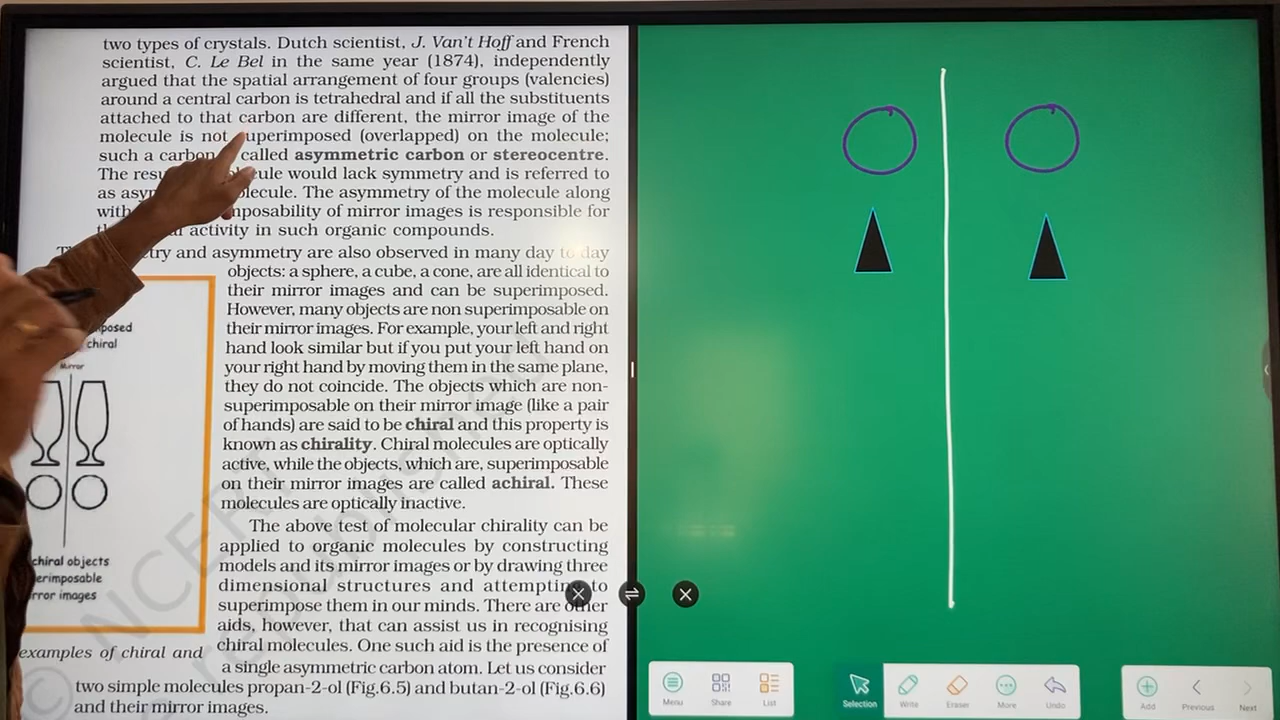 two types of crystals. Dutch scientist, J. Van't Hoff and French
scientist, C. Le Bel in the same year (1874), independently
argued that the spatial arrangement of four groups (valencies)
around a central carbon is tetrahedral and if all the substituents
attached to that carbon are different, the mirror image of the
molecule is not superimposed (overlapped) on the molecule;
such a carbon called asymmetric carbon or stereocentre.
The would lack symmetry and is referred to
as The asymmetry of the molecule along
with of mirror images is responsible for
activity in such organic compounds.
and asymmetry are also observed in many day to day
objects: a sphere, a cube, a cone, are all identical to
their mirror images and can be superimposed.
However, many objects are non superimposable on
their mirror images. For example, your left and right
hand look similar but if you put your left hand on
your right hand by moving them in the same plane,
they do not coincide. The objects which are non-
superimposable on their mirror image (like a pair
of hands) are said to be chiral and this property is
known as chirality. Chiral molecules are optically
active, while the objects, which are, superimposable
on their mirror images are called achiral. These
molecules are optically inactive.
The above test of molecular chirality can be
applied to organic molecules by constructing
models and its mirror images or by drawing three
dimensional structures and attempting to
superimpose them in our minds. There are other
aids, however, that can assist us in recognising
chiral molecules. One such aid is the presence of
a single asymmetric carbon atom. Let us consider
two simple molecules propan-2-ol (Fig.6.5) and butan-2-ol (Fig.6.6)
and their mirror images.
chiral
Mirror
chiral objects
images
examples of chiral and
© NCERT
Menu
Share
List
Selection
Write
Eraser
More
Undo
Add
Previous
Next